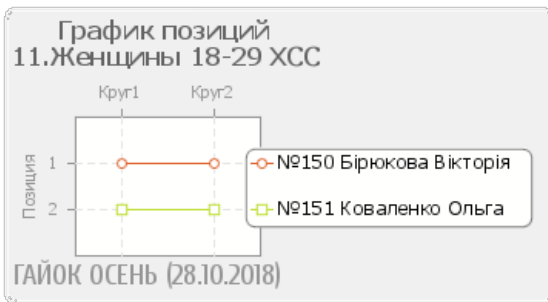 График позиций
11.Женщины 18-29 XCC
Круг1 Круг2
Позиция
1
№150 Бірюкова Вікторія
2
№151 Коваленко Ольга
ГАЙОК ОСЕНЬ (28.10.2018)